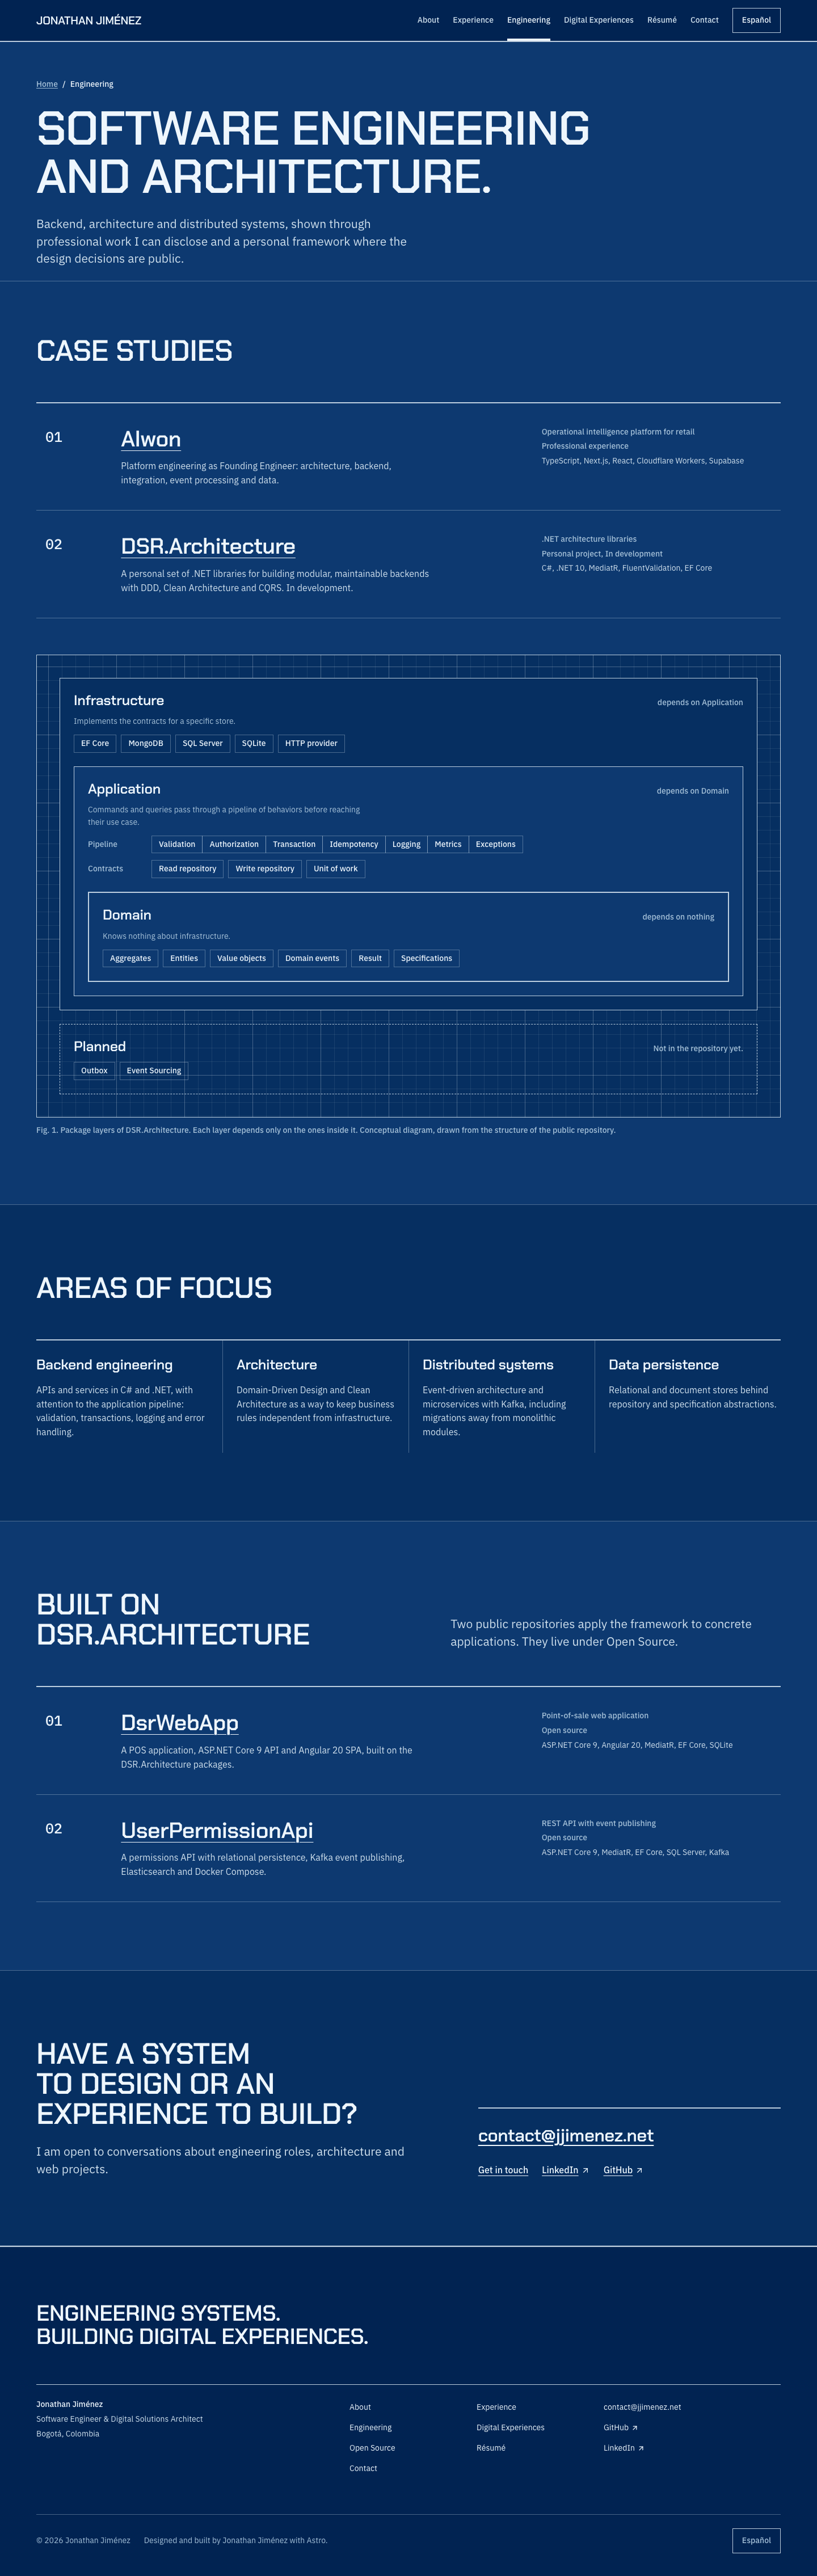 JONATHAN JIMÉNEZ
About Experience Engineering Digital Experiences Résumé Contact Español
Home / Engineering
SOFTWARE ENGINEERING
AND ARCHITECTURE.
Backend, architecture and distributed systems, shown through
professional work I can disclose and a personal framework where the
design decisions are public.
CASE STUDIES
01
Alwon
Platform engineering as Founding Engineer: architecture, backend,
integration, event processing and data.
Operational intelligence platform for retail
Professional experience
TypeScript, Next.js, React, Cloudflare Workers, Supabase
02
DSR.Architecture
A personal set of .NET libraries for building modular, maintainable backends
with DDD, Clean Architecture and CQRS. In development.
.NET architecture libraries
Personal project, In development
C#, .NET 10, MediatR, FluentValidation, EF Core
Infrastructure
depends on Application
Implements the contracts for a specific store.
EF Core MongoDB SQL Server SQLite HTTP provider
Application
depends on Domain
Commands and queries pass through a pipeline of behaviors before reaching
their use case.
Pipeline Validation Authorization Transaction Idempotency Logging Metrics Exceptions
Contracts Read repository Write repository Unit of work
Domain
depends on nothing
Knows nothing about infrastructure.
Aggregates Entities Value objects Domain events Result Specifications
Planned
Not in the repository yet.
Outbox Event Sourcing
Fig. 1. Package layers of DSR.Architecture. Each layer depends only on the ones inside it. Conceptual diagram, drawn from the structure of the public repository.
AREAS OF FOCUS
Backend engineering
APIs and services in C# and .NET, with
attention to the application pipeline:
validation, transactions, logging and error
handling.
Architecture
Domain-Driven Design and Clean
Architecture as a way to keep business
rules independent from infrastructure.
Distributed systems
Event-driven architecture and
microservices with Kafka, including
migrations away from monolithic
modules.
Data persistence
Relational and document stores behind
repository and specification abstractions.
BUILT ON
DSR.ARCHITECTURE
Two public repositories apply the framework to concrete
applications. They live under Open Source.
01
DsrWebApp
A POS application, ASP.NET Core 9 API and Angular 20 SPA, built on the
DSR.Architecture packages.
Point-of-sale web application
Open source
ASP.NET Core 9, Angular 20, MediatR, EF Core, SQLite
02
UserPermissionApi
A permissions API with relational persistence, Kafka event publishing,
Elasticsearch and Docker Compose.
REST API with event publishing
Open source
ASP.NET Core 9, MediatR, EF Core, SQL Server, Kafka
HAVE A SYSTEM
TO DESIGN OR AN
EXPERIENCE TO BUILD?
I am open to conversations about engineering roles, architecture and
web projects.
contact@jjimenez.net
Get in touch LinkedIn ↗ GitHub ↗
ENGINEERING SYSTEMS.
BUILDING DIGITAL EXPERIENCES.
Jonathan Jiménez
Software Engineer & Digital Solutions Architect
Bogotá, Colombia
About
Engineering
Open Source
Contact
Experience
Digital Experiences
Résumé
contact@jjimenez.net
GitHub ↗
LinkedIn ↗
© 2026 Jonathan Jiménez Designed and built by Jonathan Jiménez with Astro.
Español